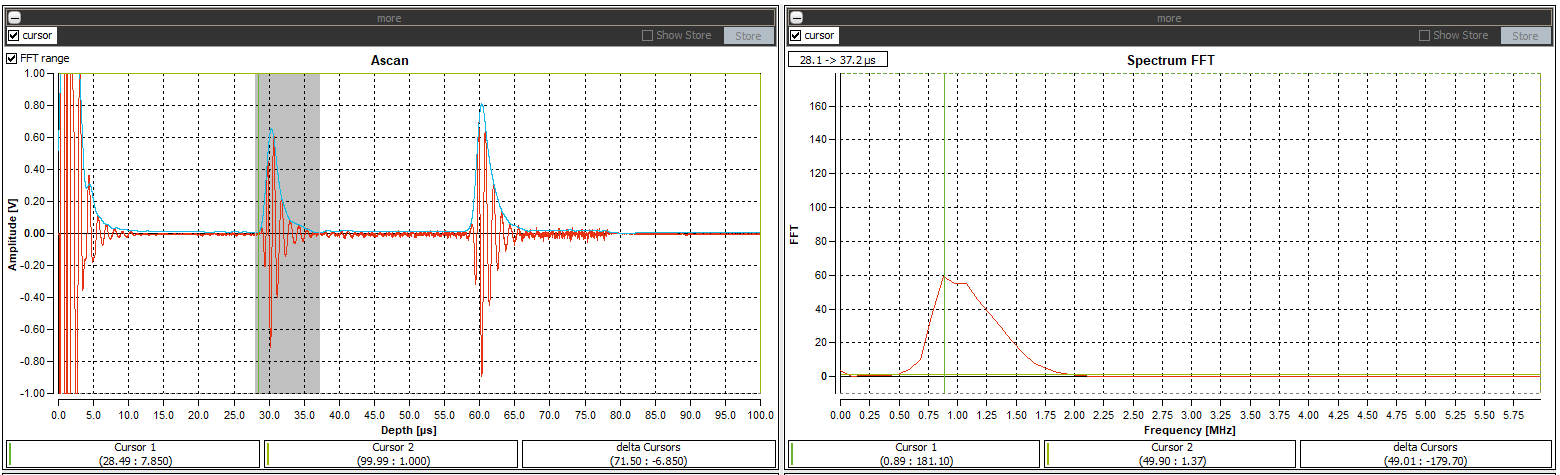 more
cursor
Show Store
Store
FFT range
Ascan
1.00
0.80
0.60
0.40
0.20
0.00
-0.20
-0.40
-0.60
-0.80
-1.00
Amplitude [V]
0.0 5.0 10.0 15.0 20.0 25.0 30.0 35.0 40.0 45.0 50.0 55.0 60.0 65.0 70.0 75.0 80.0 85.0 90.0 95.0 100.0
Depth [µs]
Cursor 1
(28.49 : 7.850)
Cursor 2
(99.99 : 1.000)
delta Cursors
(71.50 : -6.850)
more
cursor
Show Store
Store
28.1 -> 37.2 µs
Spectrum FFT
160
140
120
100
80
60
40
20
0
FFT
0.00 0.25 0.50 0.75 1.00 1.25 1.50 1.75 2.00 2.25 2.50 2.75 3.00 3.25 3.50 3.75 4.00 4.25 4.50 4.75 5.00 5.25 5.50 5.75
Frequency [MHz]
Cursor 1
(0.89 : 181.10)
Cursor 2
(49.90 : 1.37)
delta Cursors
(49.01 : -179.70)